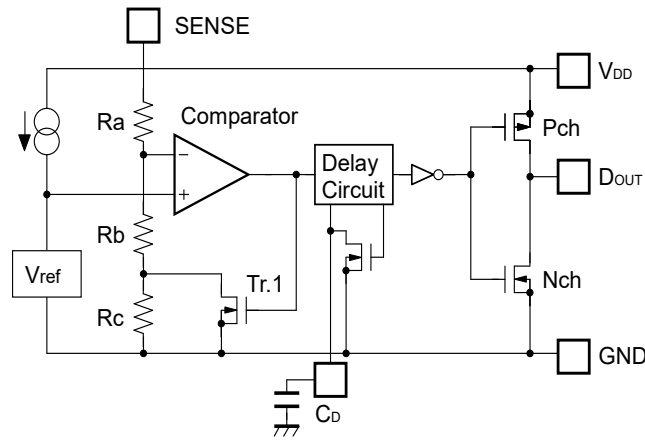 SENSE
VDD
Ra
Comparator
Pch
−
+
Delay
Circuit
DOUT
Rb
Vref
Tr.1
Nch
Rc
GND
CD